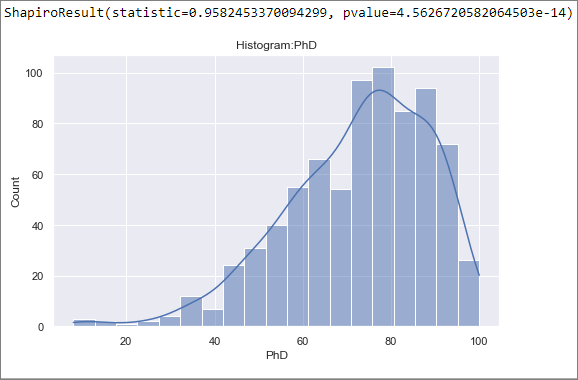 ShapiroResult(statistic=0.9582453370094299, pvalue=4.5626720582064503e-14)
Histogram:PhD
100
80
60
40
20
0
Count
20 40 60 80 100
PhD